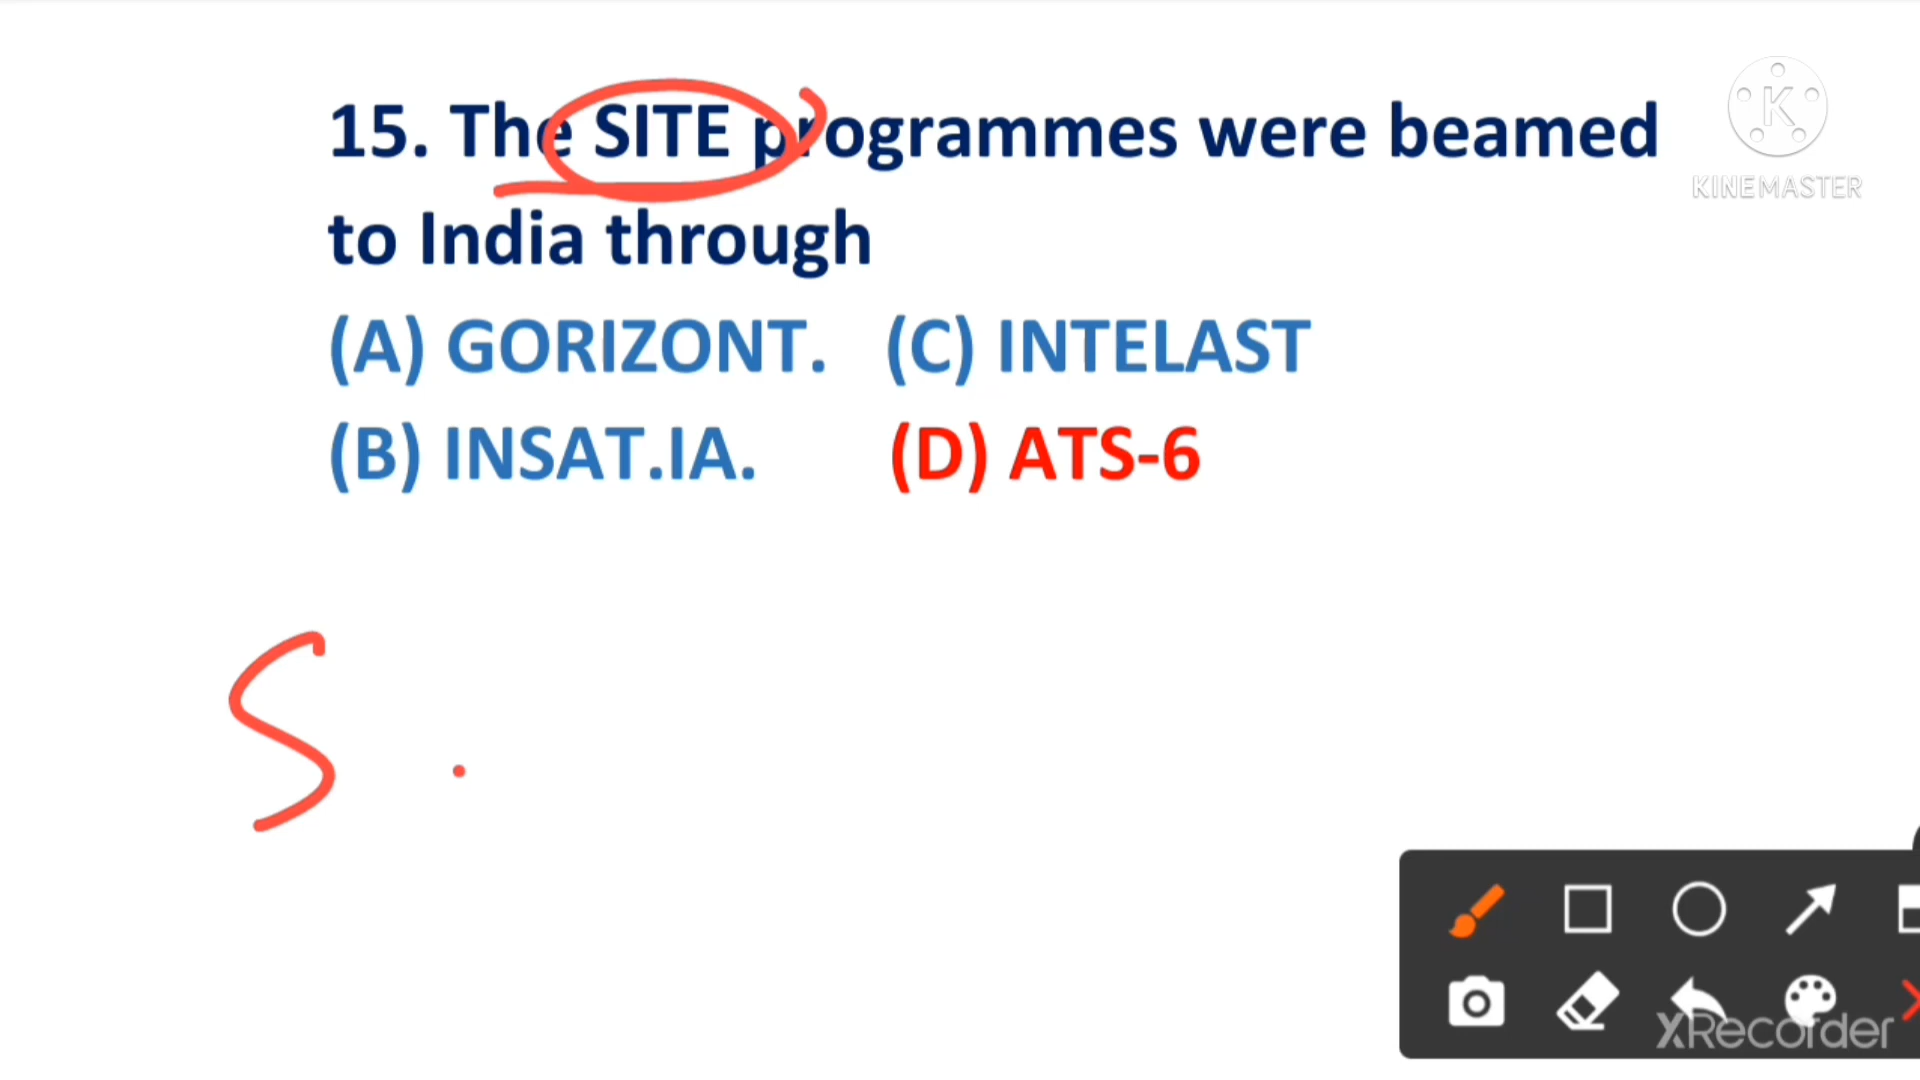 15. The SITE programmes were beamed
to India through
(A) GORIZONT. (C) INTELAST
(B) INSAT.IA. (D) ATS-6
S .
K
KINEMASTER
XRecorder